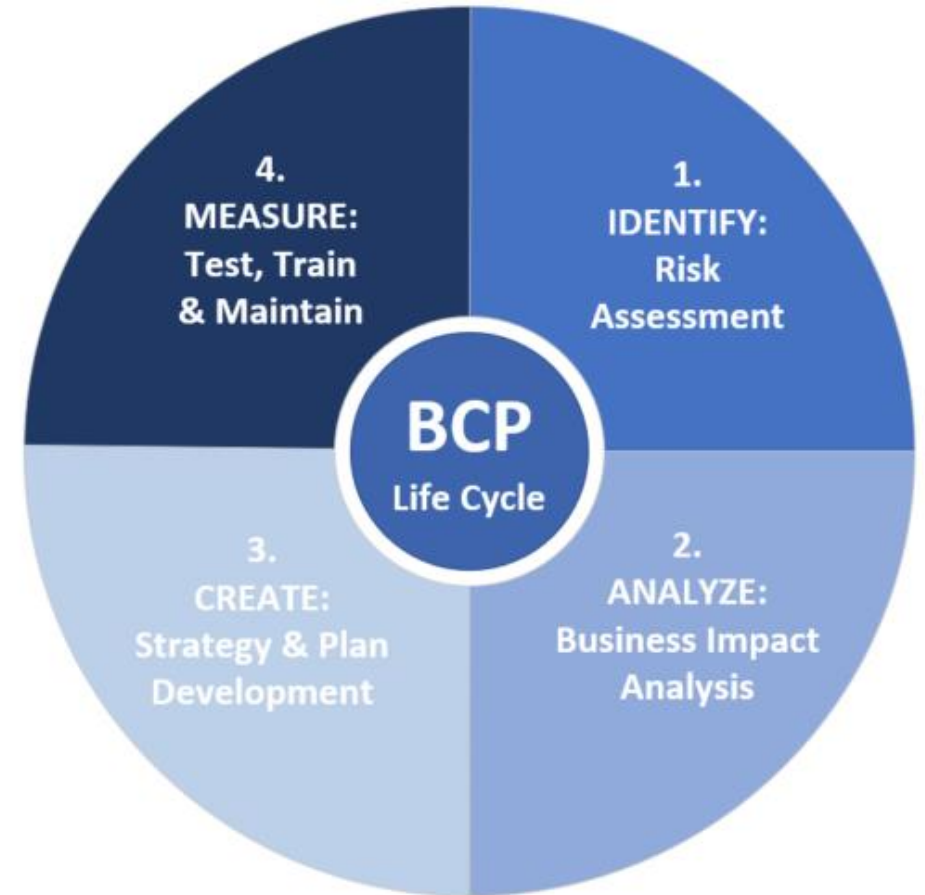 1.
IDENTIFY:
Risk
Assessment
2.
ANALYZE:
Business Impact
Analysis
3.
CREATE:
Strategy & Plan
Development
4.
MEASURE:
Test, Train
& Maintain
BCP
Life Cycle